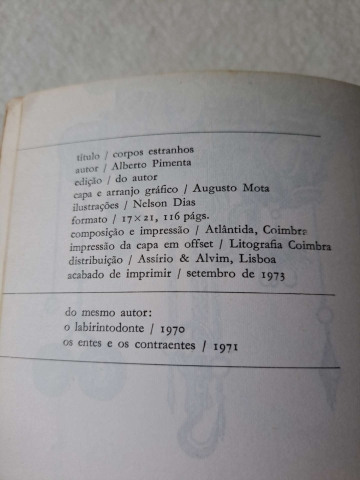 título / corpos estranhos
autor / Alberto Pimenta
edição / do autor
capa e arranjo gráfico / Augusto Mota
ilustrações / Nelson Dias
formato / 17×21, 116 págs.
composição e impressão / Atlântida, Coimbra
impressão da capa em offset / Litografia Coimbra
distribuição / Assírio & Alvim, Lisboa
acabado de imprimir / setembro de 1973
do mesmo autor:
o labirintodonte / 1970
os entes e os contraentes / 1971